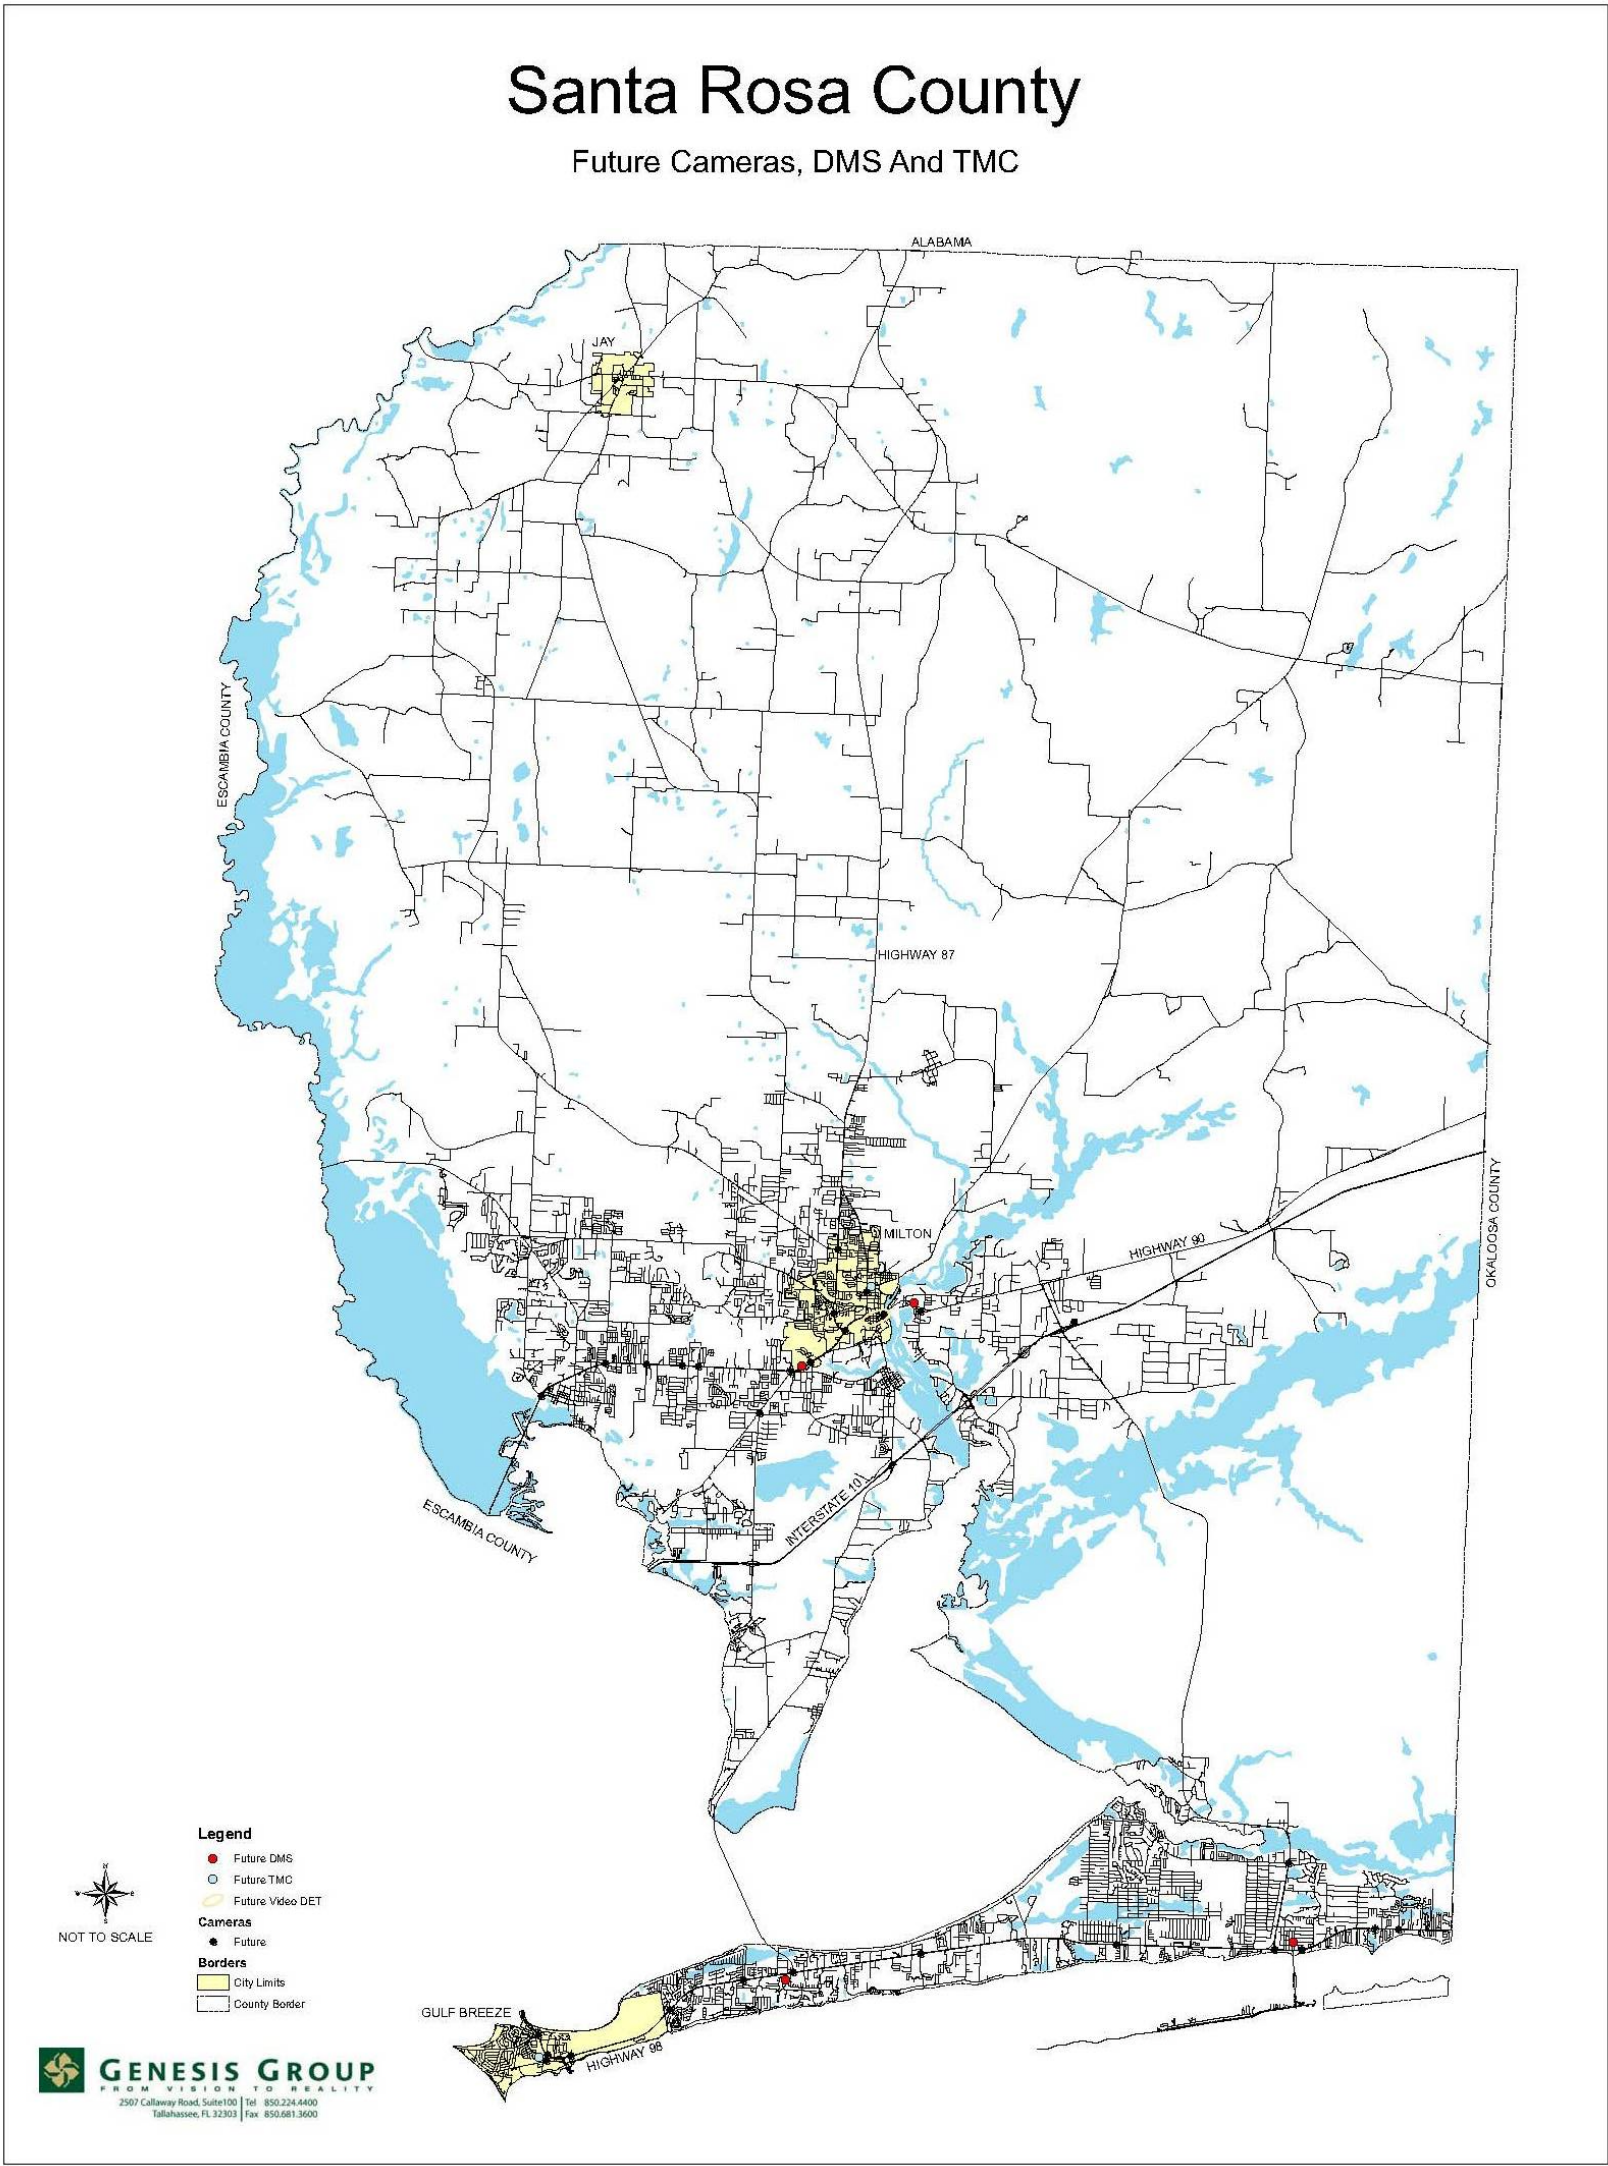 Santa Rosa County
Future Cameras, DMS And TMC
ALABAMA
JAY
ESCAMBIA COUNTY
HIGHWAY 87
MILTON
HIGHWAY 90
OKALOOSA COUNTY
ESCAMBIA COUNTY
INTERSTATE 10
Legend
Future DMS
Future TMC
Future Video DET
Cameras
Future
Borders
City Limits
County Border
N
W
E
S
NOT TO SCALE
GULF BREEZE
HIGHWAY 98
GENESIS GROUP
FROM VISION TO REALITY
2507 Callaway Road, Suite100 | Tel 850.224.4400
Tallahassee, FL 32303 | Fax 850.681.3600